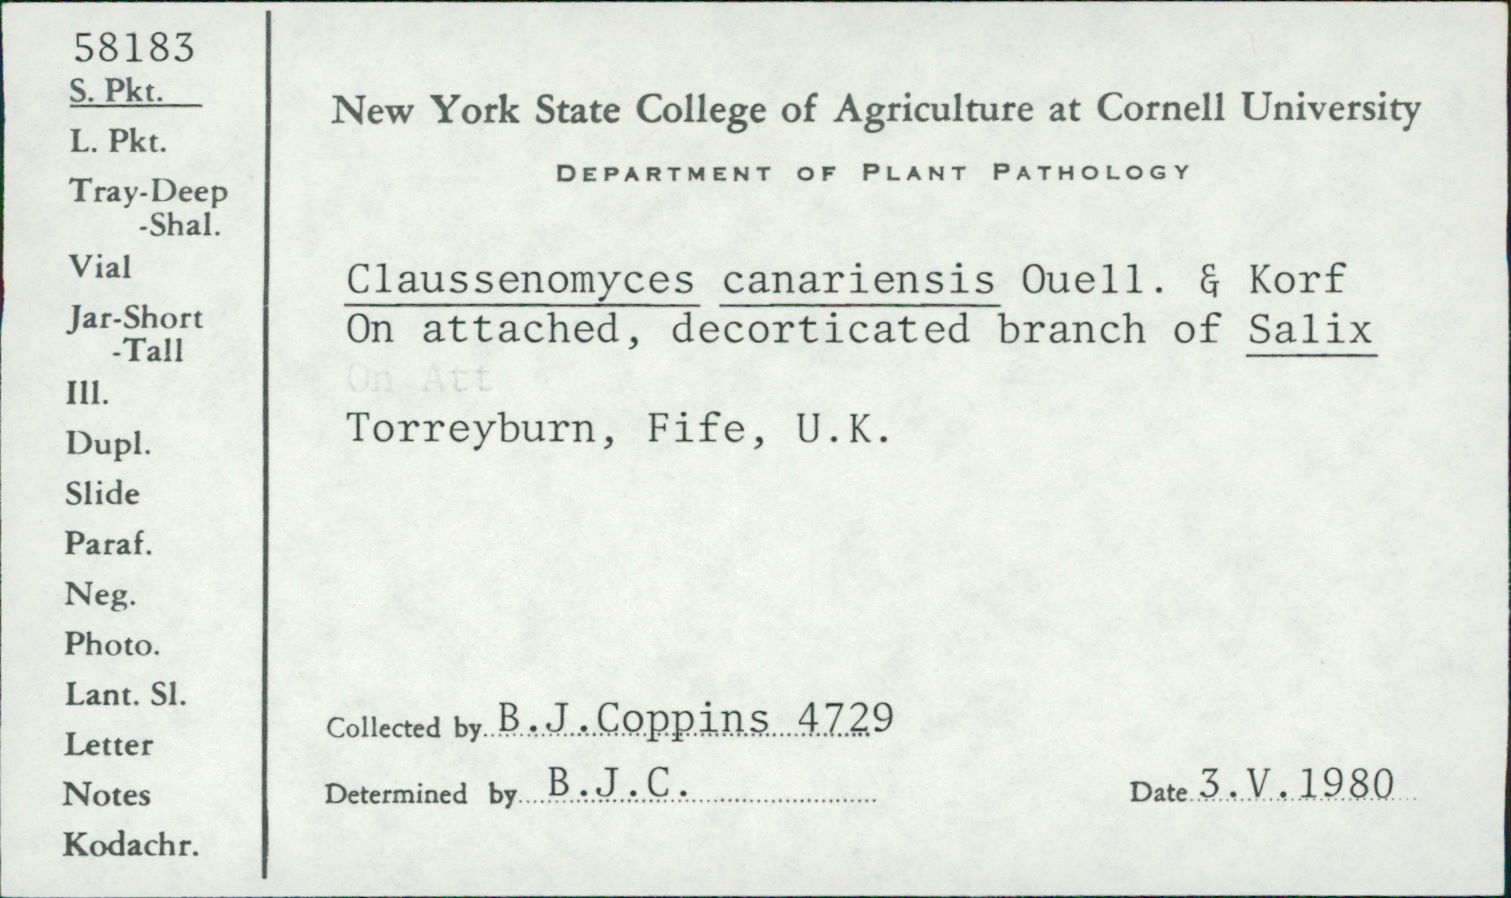 58183
S. Pkt.
L. Pkt.
Tray-Deep
-Shal.
Vial
Jar-Short
-Tall
Ill.
Dupl.
Slide
Paraf.
Neg.
Photo.
Lant. Sl.
Letter
Notes
Kodachr.
New York State College of Agriculture at Cornell University
DEPARTMENT OF PLANT PATHOLOGY
Claussenomyces canariensis Ouell. & Korf
On attached, decorticated branch of Salix
On Att
Torreyburn, Fife, U.K.
Collected by B.J.Coppins 4729
Determined by B.J.C.
Date 3.V.1980